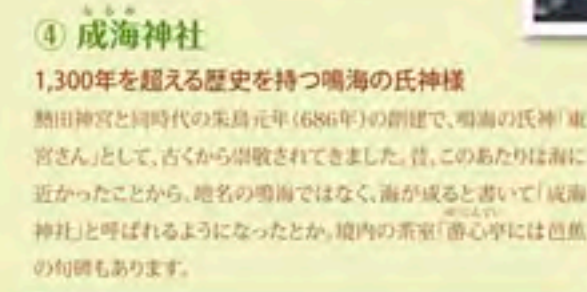 なるみ
④ 成海神社
1,300年を超える歴史を持つ鳴海の氏神様
熱田神宮と同時代の朱鳥元年(686年)の創建で、鳴海の氏神「東
宮さん」として、古くから崇敬されてきました。昔、このあたりは海に
近かったことから、地名の鳴海ではなく、海が成ると書いて「成海
神社」と呼ばれるようになったとか。境内の茶室「
心亭には芭蕉
の句碑もあります。